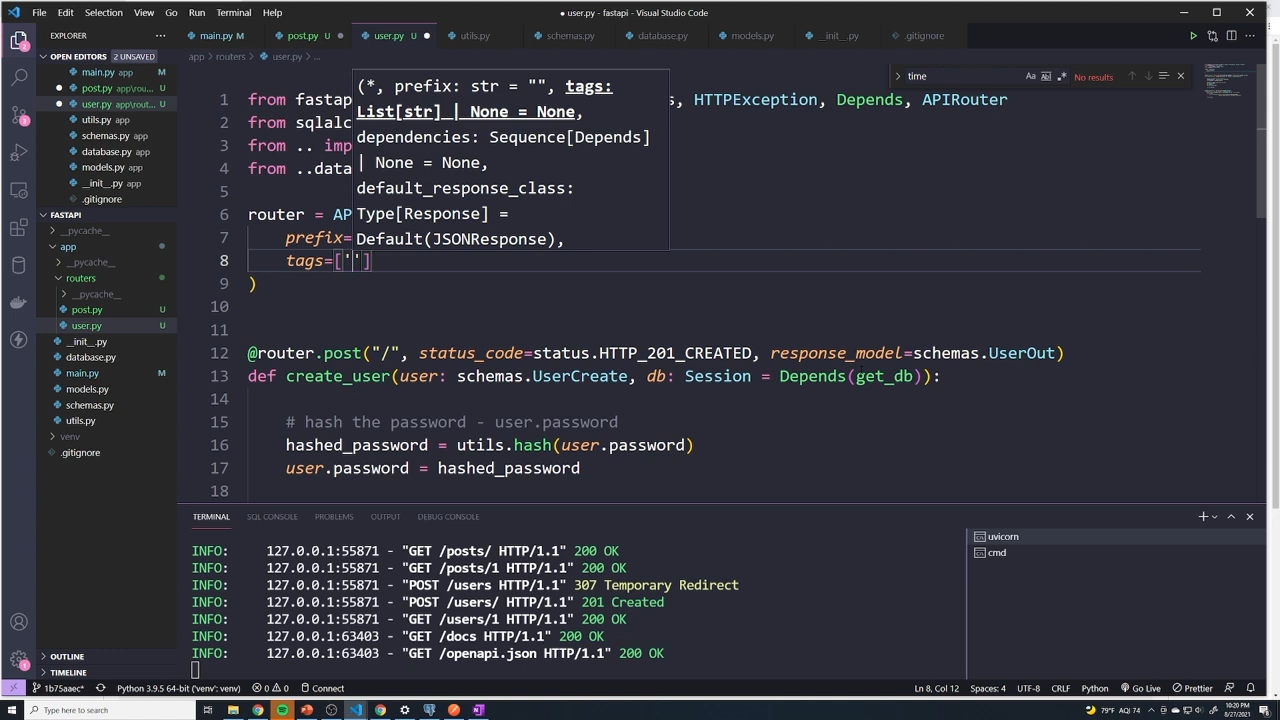 File Edit Selection View Go Run Terminal Help
● user.py - fastapi - Visual Studio Code
EXPLORER
main.py M
post.py U
user.py U
utils.py
schemas.py
database.py
models.py
__init__.py
.gitignore
OPEN EDITORS 2 UNSAVED
main.py app M
post.py app\rou... U
user.py app\rout... U
utils.py app
schemas.py app
database.py app
models.py app
__init__.py app
.gitignore
FASTAPI
__pycache__
app
__pycache__
routers
__pycache__
post.py U
user.py U
__init__.py
database.py
main.py M
models.py
schemas.py
utils.py
venv
.gitignore
OUTLINE
TIMELINE
app > routers > user.py > ...
time
Aa
No results
(*, prefix: str = "", tags:
List[str] | None = None,
dependencies: Sequence[Depends]
| None = None,
default_response_class:
Type[Response] =
Default(JSONResponse),
1 from fastap s, HTTPException, Depends, APIRouter
2 from sqlalc
3 from .. imp
4 from ..data
5
6 router = AP
7 prefix=
8 tags=['']
9 )
10
11
12 @router.post("/", status_code=status.HTTP_201_CREATED, response_model=schemas.UserOut)
13 def create_user(user: schemas.UserCreate, db: Session = Depends(get_db)):
14
15 # hash the password - user.password
16 hashed_password = utils.hash(user.password)
17 user.password = hashed_password
18
TERMINAL SQL CONSOLE PROBLEMS OUTPUT DEBUG CONSOLE
INFO: 127.0.0.1:55871 - "GET /posts/ HTTP/1.1" 200 OK
INFO: 127.0.0.1:55871 - "GET /posts/1 HTTP/1.1" 200 OK
INFO: 127.0.0.1:55871 - "POST /users HTTP/1.1" 307 Temporary Redirect
INFO: 127.0.0.1:55871 - "POST /users/ HTTP/1.1" 201 Created
INFO: 127.0.0.1:55871 - "GET /users/1 HTTP/1.1" 200 OK
INFO: 127.0.0.1:63403 - "GET /docs HTTP/1.1" 200 OK
INFO: 127.0.0.1:63403 - "GET /openapi.json HTTP/1.1" 200 OK
uvicorn
cmd
1b75aaec* Python 3.9.5 64-bit ('venv': venv) 0 0 Connect
Ln 8, Col 12 Spaces: 4 UTF-8 CRLF Python Go Live Prettier
Type here to search
79°F AQI 74
10:20 PM
8/27/2021